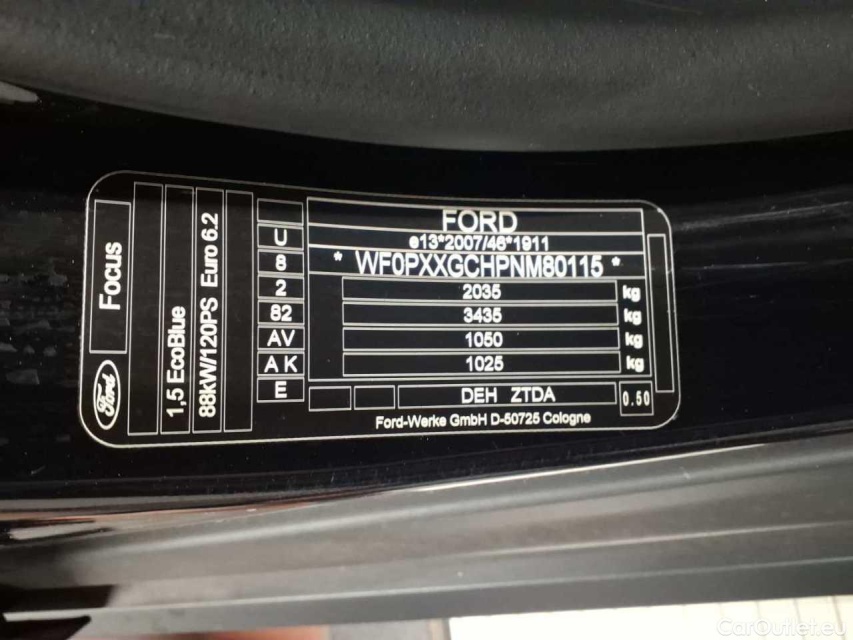 FORD
e13*2007/46*1911
* WF0PXXGCHPNM80115 *
2035 kg
3435 kg
1050 kg
1025 kg
DEH ZTDA
0.50
Ford-Werke GmbH D-50725 Cologne
U
8
2
82
AV
A K
E
Focus
Ford
1,5 EcoBlue
88kW/120PS Euro 6.2
CarOutlet.eu